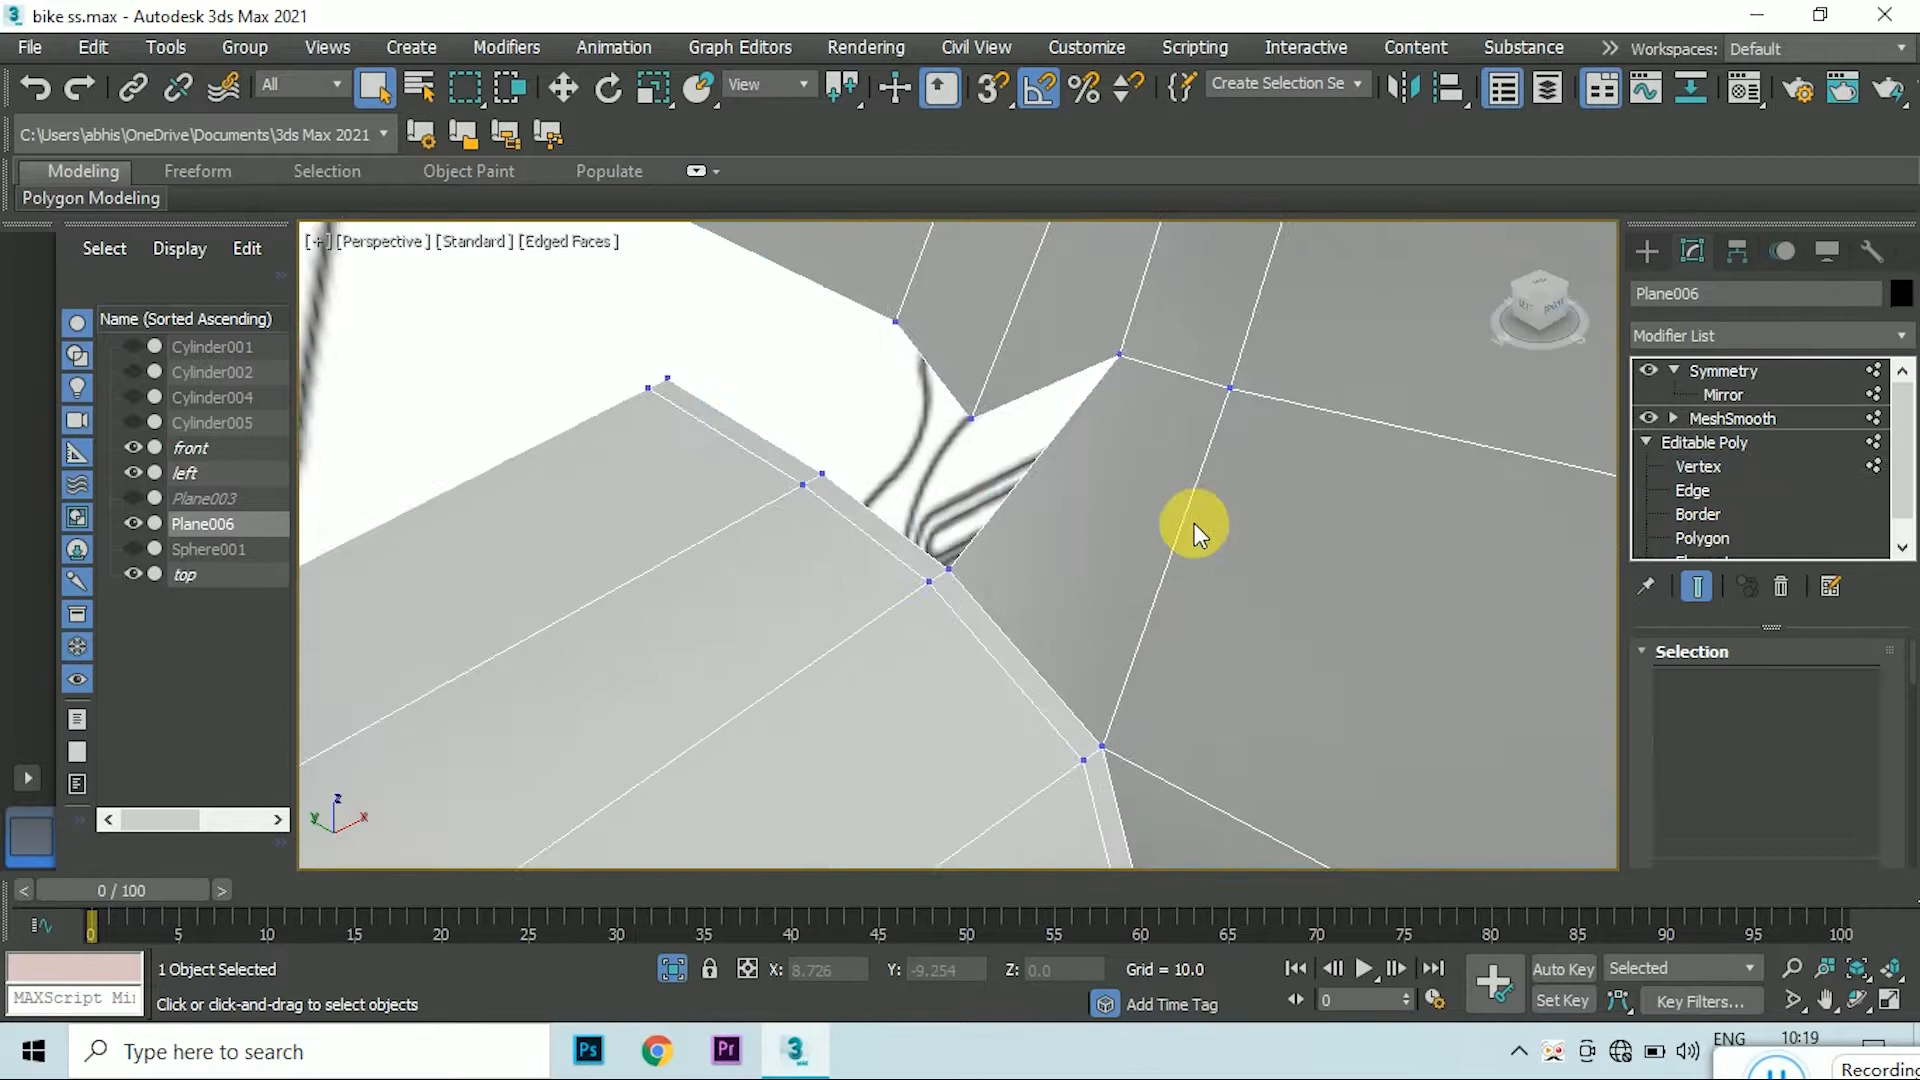 bike ss.max - Autodesk 3ds Max 2021
File Edit Tools Group Views Create Modifiers Animation Graph Editors Rendering Civil View Customize Scripting Interactive Content Substance Workspaces: Default
All View Create Selection Se
C:\Users\abhis\OneDrive\Documents\3ds Max 2021
Modeling Freeform Selection Object Paint Populate
Polygon Modeling
Select Display Edit
[+] [Perspective] [Standard] [Edged Faces]
Name (Sorted Ascending)
Cylinder001
Cylinder002
Cylinder004
Cylinder005
front
left
Plane003
Plane006
Sphere001
top
Plane006
Modifier List
Symmetry
Mirror
MeshSmooth
Editable Poly
Vertex
Edge
Border
Polygon
Selection
z
y x
< 0 / 100 >
0 5 10 15 20 25 30 35 40 45 50 55 60 65 70 75 80 85 90 95 100
1 Object Selected X: 8.726 Y: -9.254 Z: 0.0 Grid = 10.0 Auto Key Selected
MAXScript Mi Click or click-and-drag to select objects Add Time Tag 0 Set Key Key Filters...
Type here to search Ps Pr 3 ENG 10:19
Recording